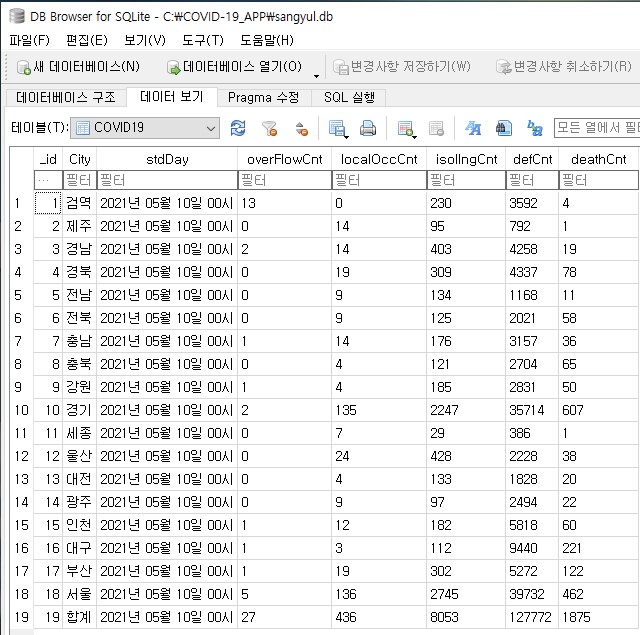 DB Browser for SQLite - C:₩COVID-19_APP₩sangyul.db
파일(F) 편집(E) 보기(V) 도구(T) 도움말(H)
새 데이터베이스(N) 데이터베이스 열기(O) 변경사항 저장하기(W) 변경사항 취소하기(R)
데이터베이스 구조 데이터 보기 Pragma 수정 SQL 실행
테이블(T): COVID19 모든 열에서 필터
_id City stdDay overFlowCnt localOccCnt isolIngCnt defCnt deathCnt
... 필터 필터 필터 필터 필터 필터 필터
1 1 검역 2021년 05월 10일 00시 13 0 230 3592 4
2 2 제주 2021년 05월 10일 00시 0 14 95 792 1
3 3 경남 2021년 05월 10일 00시 2 14 403 4258 19
4 4 경북 2021년 05월 10일 00시 0 19 309 4337 78
5 5 전남 2021년 05월 10일 00시 0 9 134 1168 11
6 6 전북 2021년 05월 10일 00시 0 9 125 2021 58
7 7 충남 2021년 05월 10일 00시 1 14 176 3157 36
8 8 충북 2021년 05월 10일 00시 0 4 121 2704 65
9 9 강원 2021년 05월 10일 00시 1 4 185 2831 50
10 10 경기 2021년 05월 10일 00시 2 135 2247 35714 607
11 11 세종 2021년 05월 10일 00시 0 7 29 386 1
12 12 울산 2021년 05월 10일 00시 0 24 428 2228 38
13 13 대전 2021년 05월 10일 00시 0 4 133 1828 20
14 14 광주 2021년 05월 10일 00시 0 9 97 2494 22
15 15 인천 2021년 05월 10일 00시 1 12 182 5818 60
16 16 대구 2021년 05월 10일 00시 1 3 112 9440 221
17 17 부산 2021년 05월 10일 00시 1 19 302 5272 122
18 18 서울 2021년 05월 10일 00시 5 136 2745 39732 462
19 19 합계 2021년 05월 10일 00시 27 436 8053 127772 1875